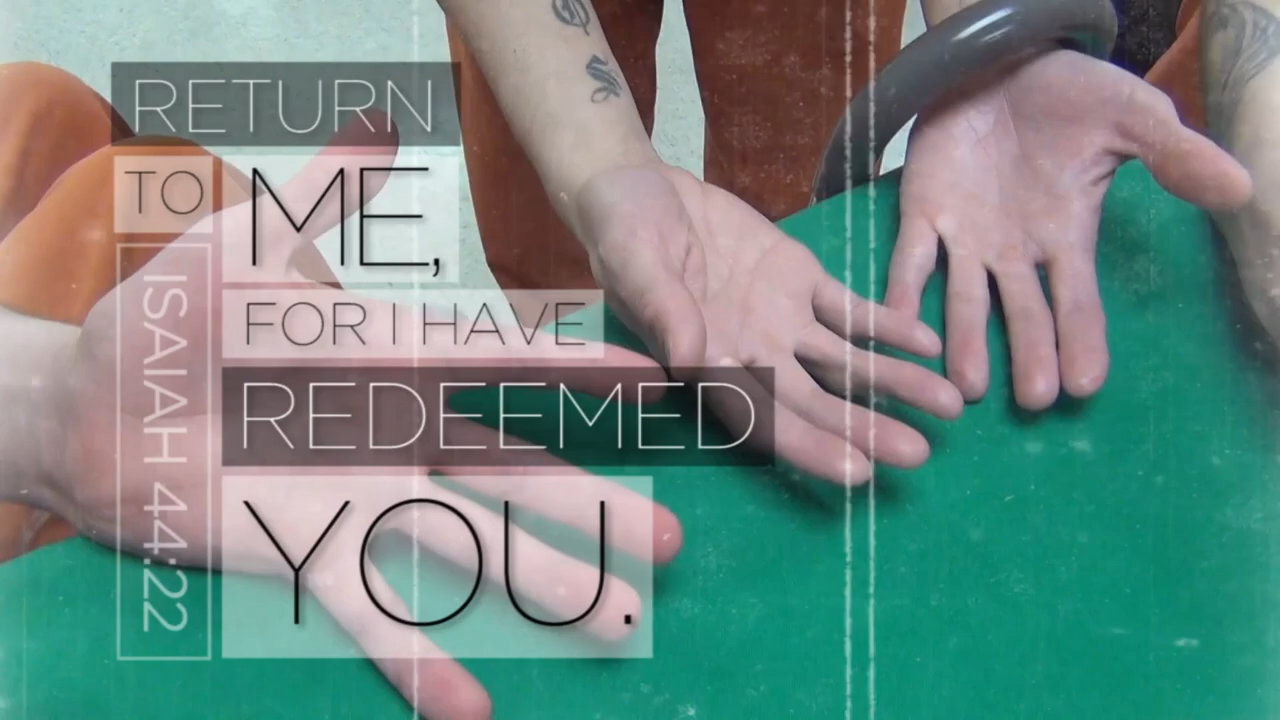 RETURN
TO ME,
FOR I HAVE
REDEEMED
YOU.
ISAIAH 44:22